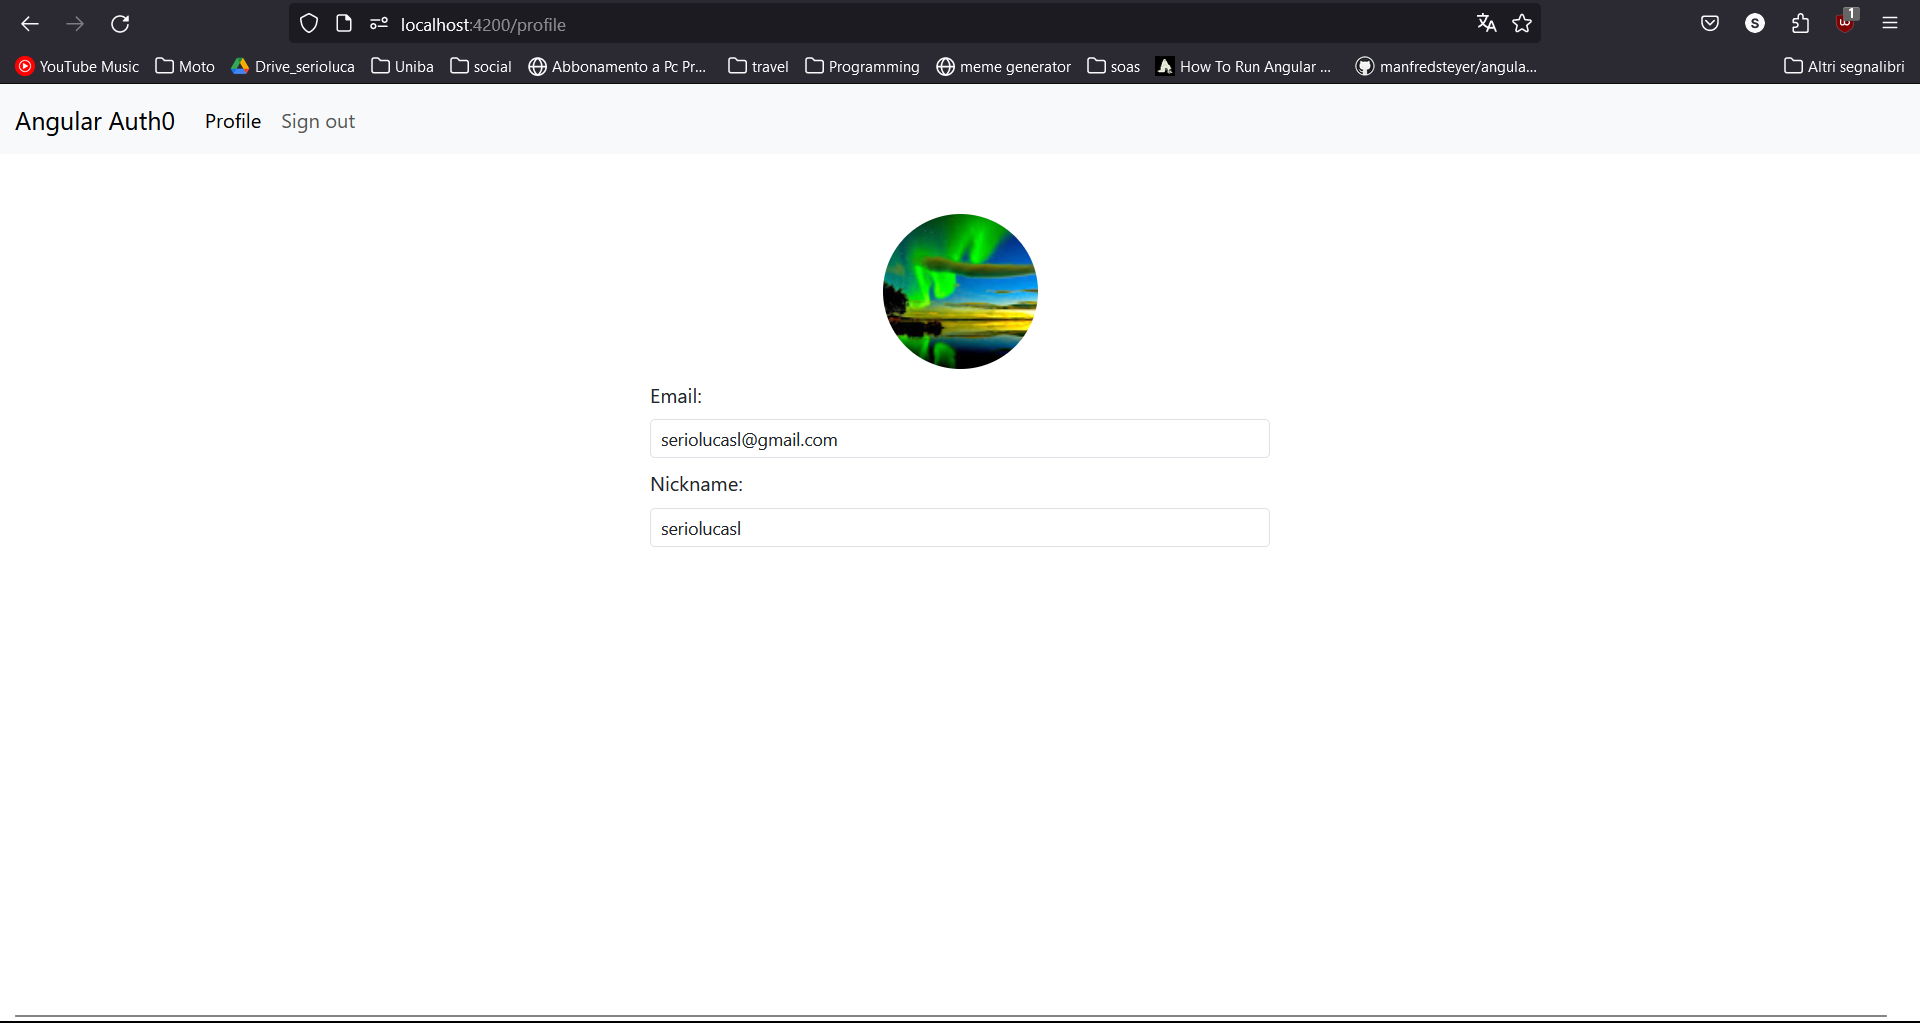 localhost:4200/profile
S
1
YouTube Music Moto Drive_serioluca Uniba social Abbonamento a Pc Pr... travel Programming meme generator soas How To Run Angular ... manfredsteyer/angula... Altri segnalibri
Angular Auth0 Profile Sign out
Email:
seriolucasl@gmail.com
Nickname:
seriolucasl